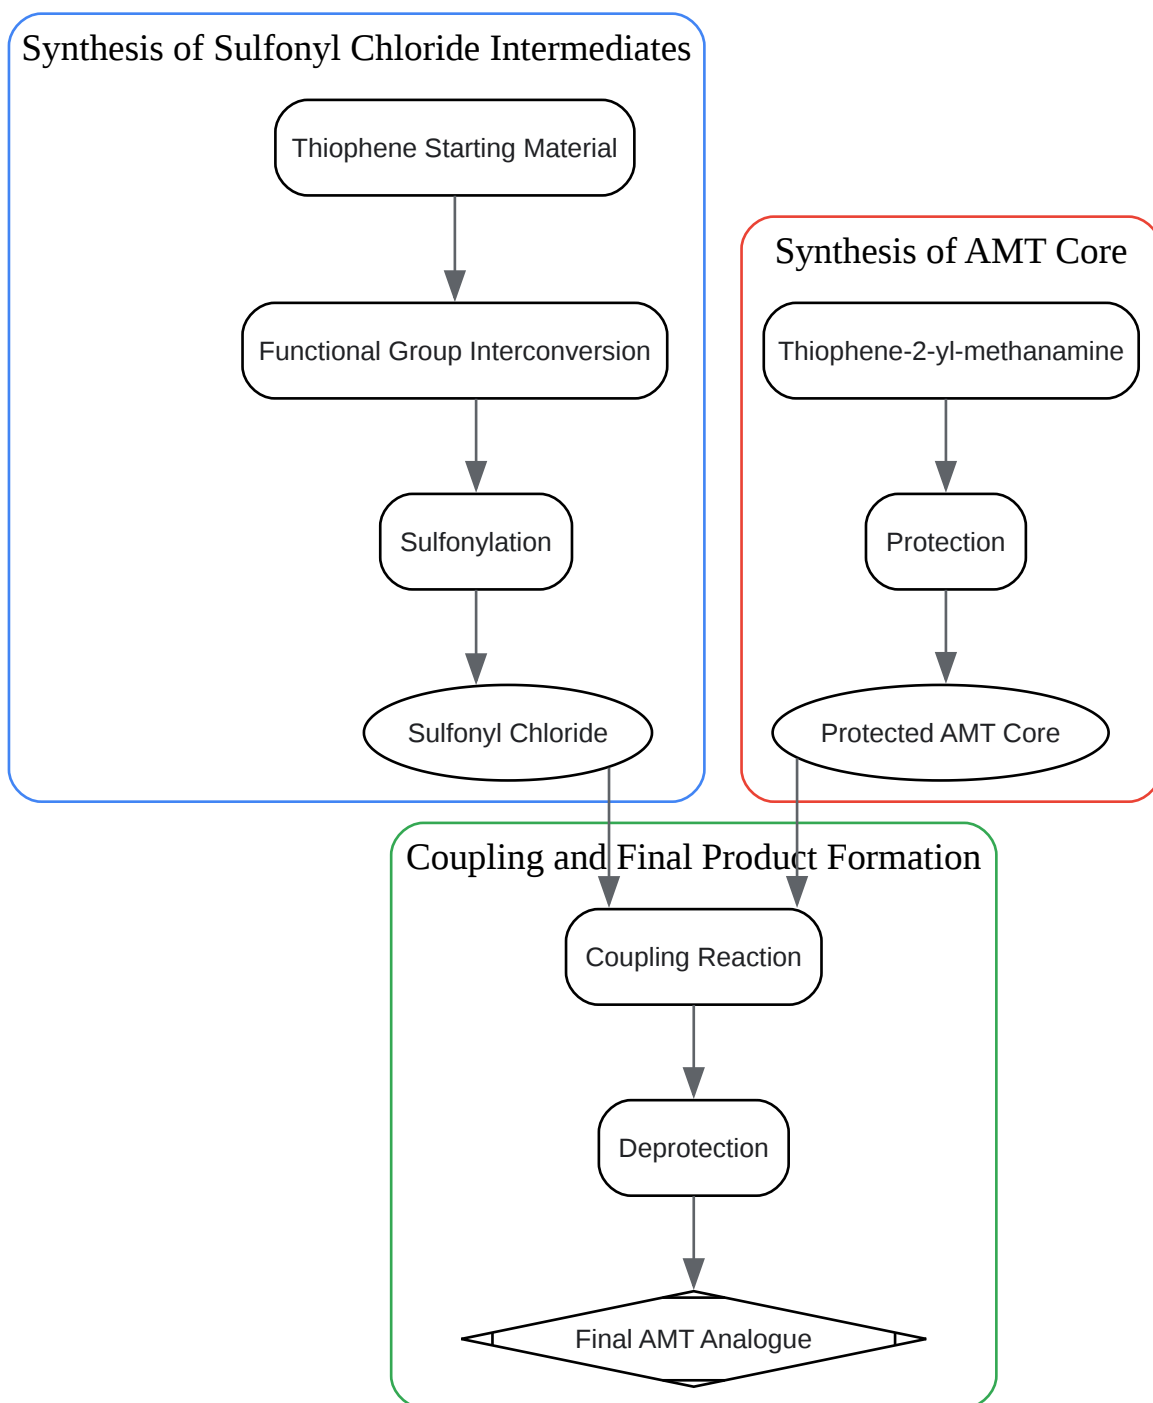 Synthesis of Sulfonyl Chloride Intermediates
Thiophene Starting Material
Functional Group Interconversion
Sulfonylation
Sulfonyl Chloride
Synthesis of AMT Core
Thiophene-2-yl-methanamine
Protection
Protected AMT Core
Coupling and Final Product Formation
Coupling Reaction
Deprotection
Final AMT Analogue